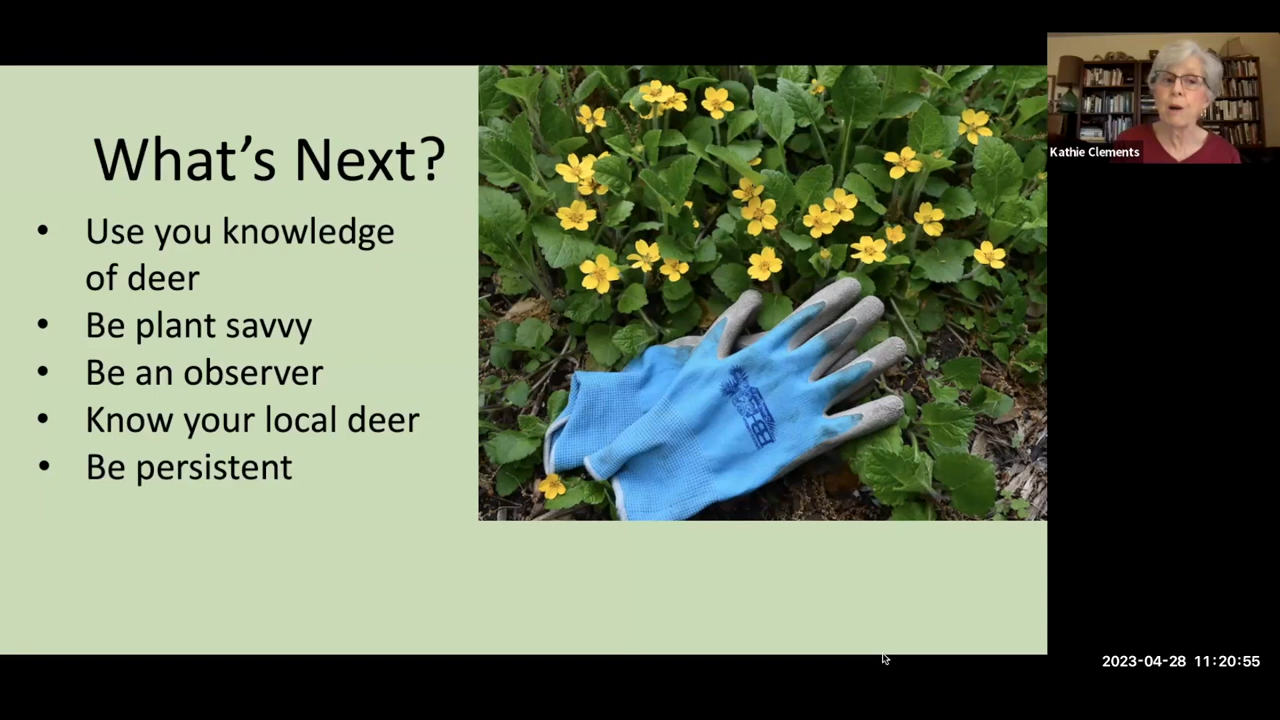 What's Next?
• Use you knowledge
of deer
• Be plant savvy
• Be an observer
• Know your local deer
• Be persistent
Kathie Clements
2023-04-28 11:20:55